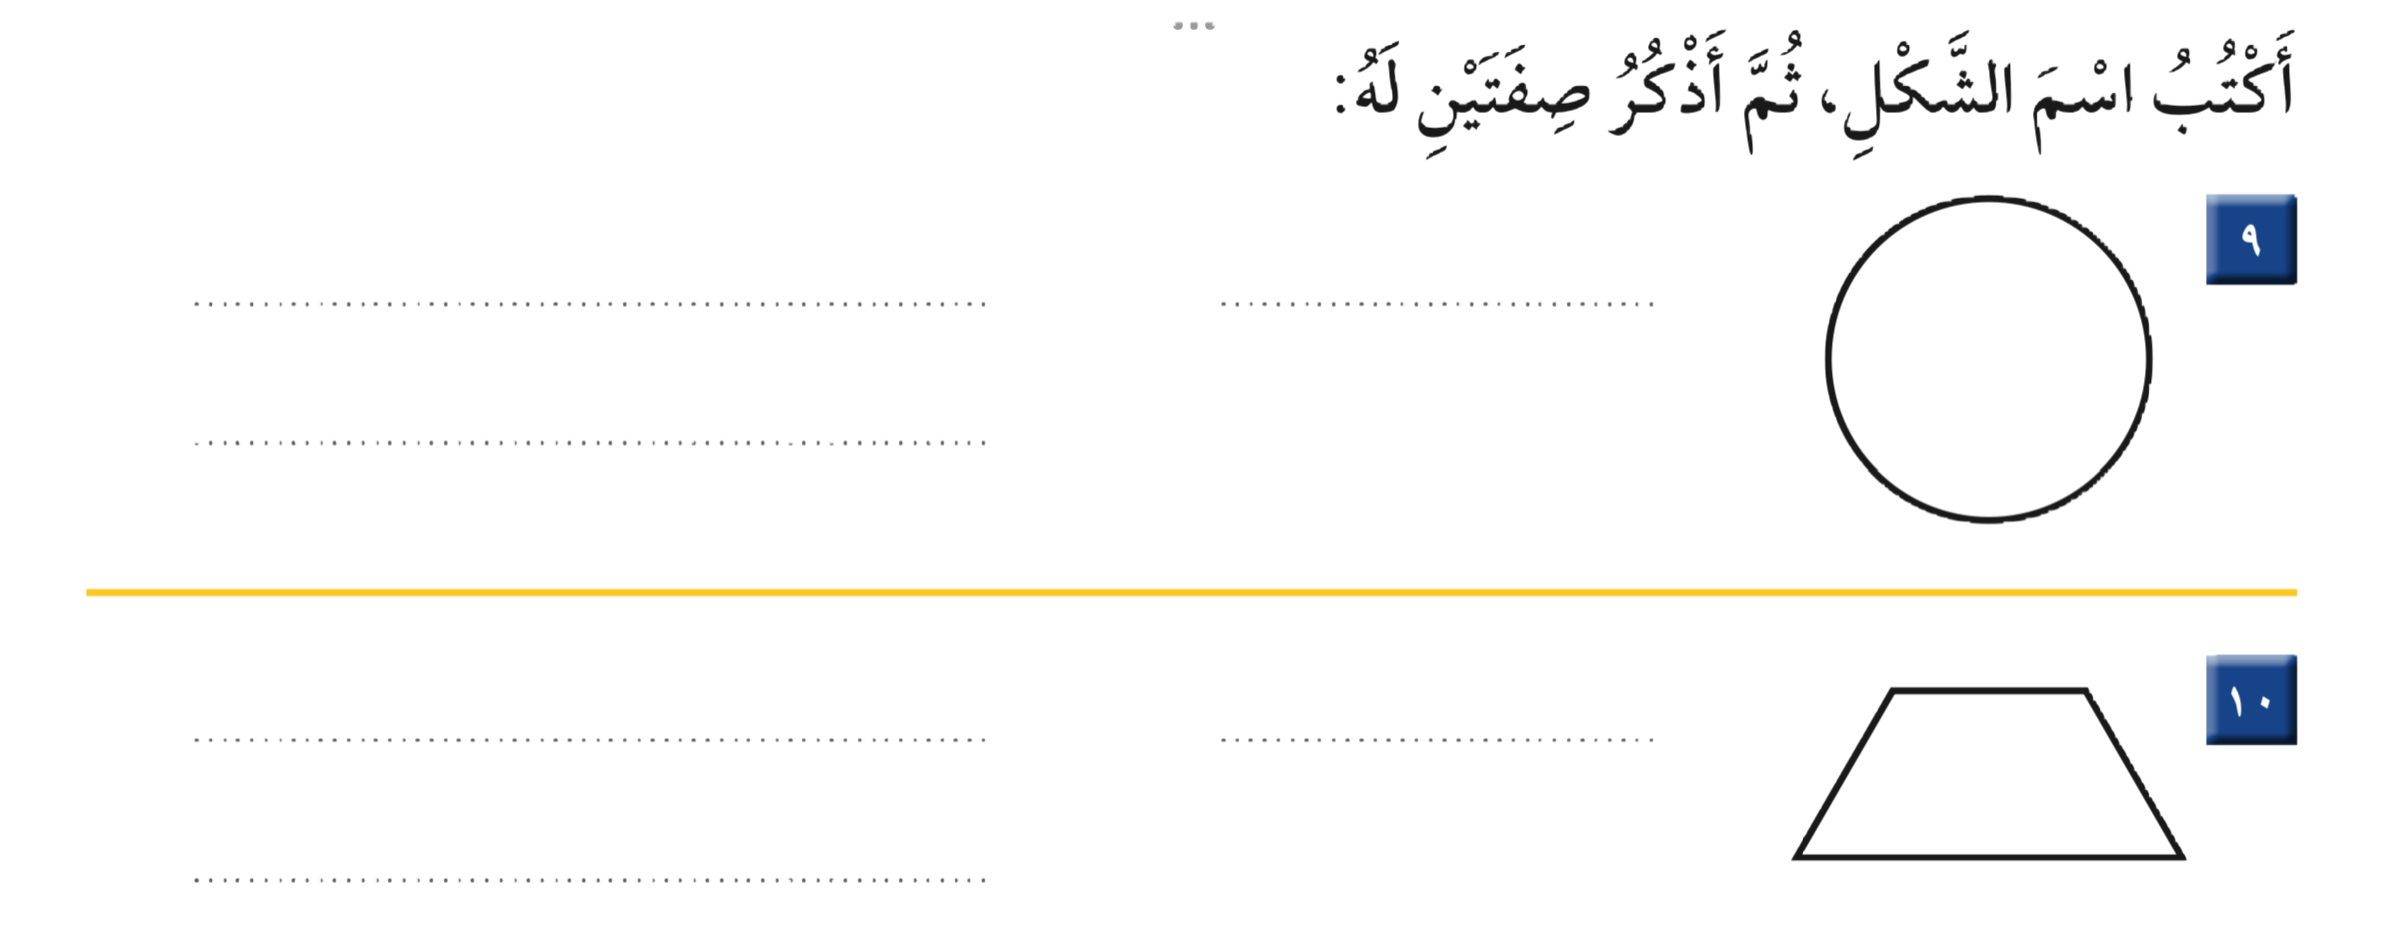 أَكْتُبُ اسْمَ الشَّكْلِ، ثُمَّ أَذْكُرُ صِفَتَيْنِ لَهُ:
٩
١٠